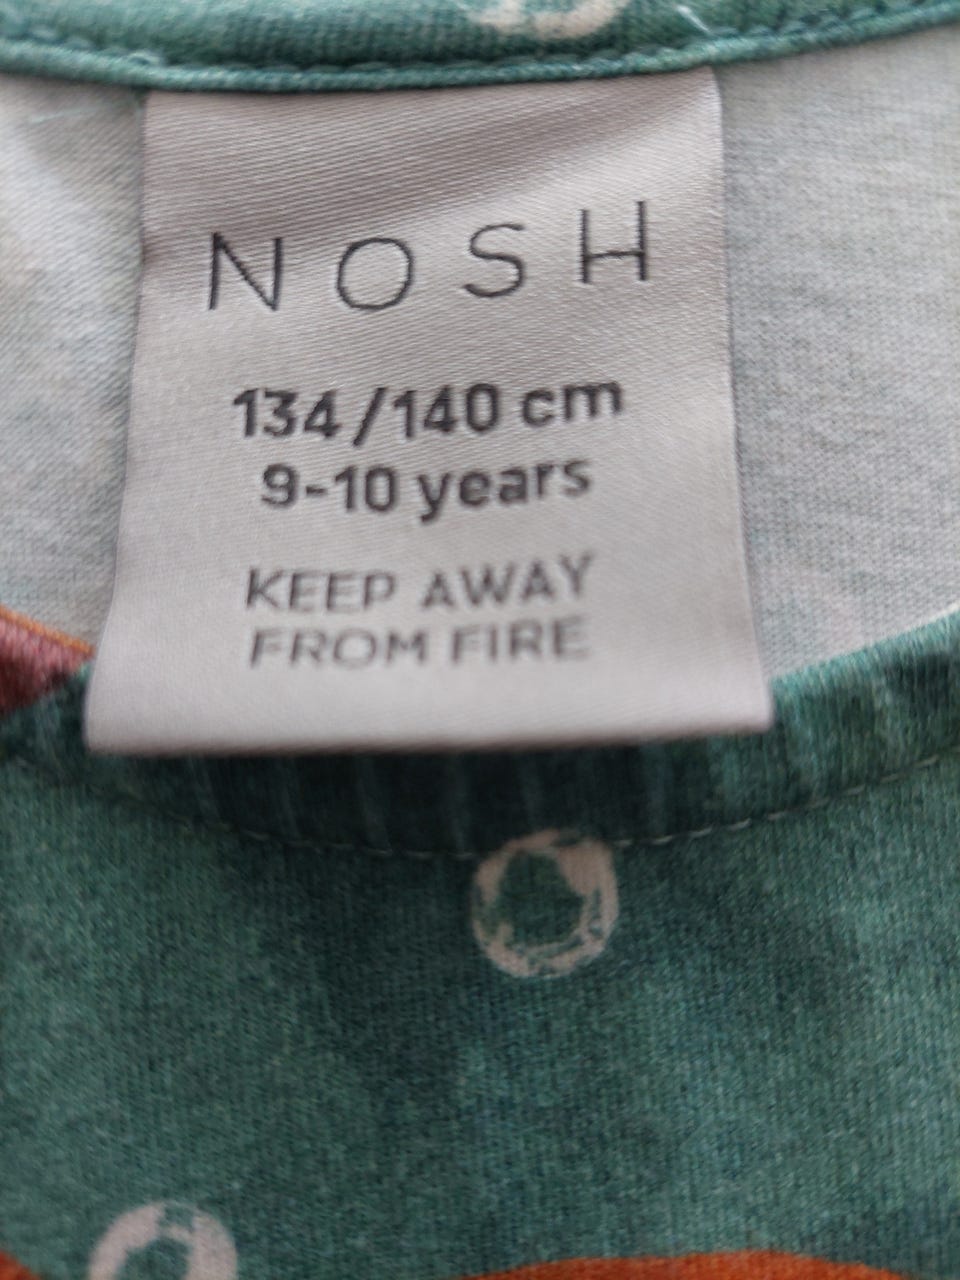 NOSH
134/140 cm
9-10 years
KEEP AWAY
FROM FIRE